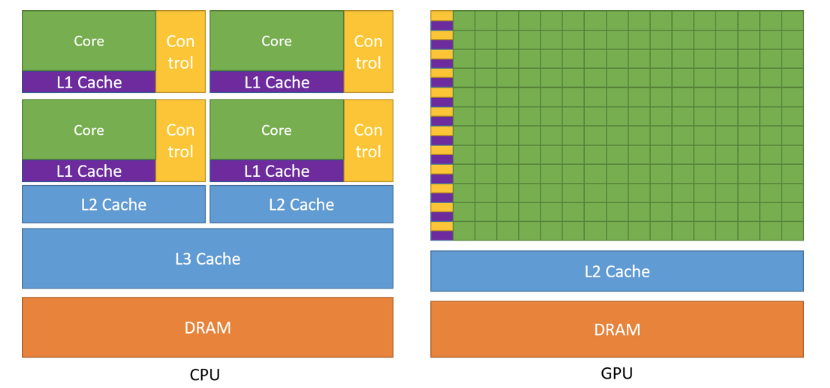 Core
Con
trol
Core
Con
trol
L1 Cache
L1 Cache
Core
Con
trol
Core
Con
trol
L1 Cache
L1 Cache
L2 Cache
L2 Cache
L3 Cache
L2 Cache
DRAM
DRAM
CPU
GPU